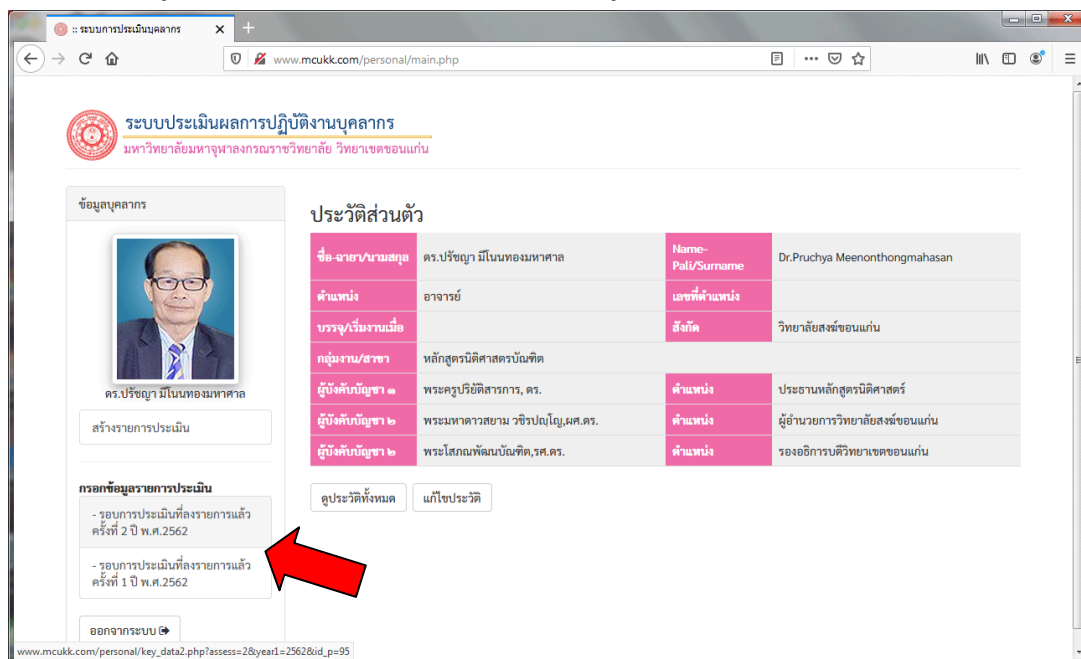 :: ระบบการประเมินบุคลากร
www.mcukk.com/personal/main.php
ระบบประเมินผลการปฏิบัติงานบุคลากร
มหาวิทยาลัยมหาจุฬาลงกรณราชวิทยาลัย วิทยาเขตขอนแก่น
ข้อมูลบุคลากร
ดร.ปรัชญา มีโนนทองมหาศาล
สร้างรายการประเมิน
กรอกข้อมูลรายการประเมิน
- รอบการประเมินที่ลงรายการแล้ว
ครั้งที่ 2 ปี พ.ศ.2562
- รอบการประเมินที่ลงรายการแล้ว
ครั้งที่ 1 ปี พ.ศ.2562
ออกจากระบบ
ประวัติส่วนตัว
ชื่อ-ฉายา/นามสกุล ดร.ปรัชญา มีโนนทองมหาศาล Name-Pali/Surname Dr.Pruchya Meenonthongmahasan
ตำแหน่ง อาจารย์ เลขที่ตำแหน่ง
บรรจุ/เริ่มงานเมื่อ สังกัด วิทยาลัยสงฆ์ขอนแก่น
กลุ่มงาน/สาขา หลักสูตรนิติศาสตรบัณฑิต
ผู้บังคับบัญชา ๑ พระครูปริยัติสารการ, ดร. ตำแหน่ง ประธานหลักสูตรนิติศาสตร์
ผู้บังคับบัญชา ๒ พระมหาดาวสยาม วชิรปญฺโญ,ผศ.ดร. ตำแหน่ง ผู้อำนวยการวิทยาลัยสงฆ์ขอนแก่น
ผู้บังคับบัญชา ๒ พระโสภณพัฒนบัณฑิต,รศ.ดร. ตำแหน่ง รองอธิการบดีวิทยาเขตขอนแก่น
ดูประวัติทั้งหมด แก้ไขประวัติ
www.mcukk.com/personal/key_data2.php?assess=2&year1=2562&id_p=95